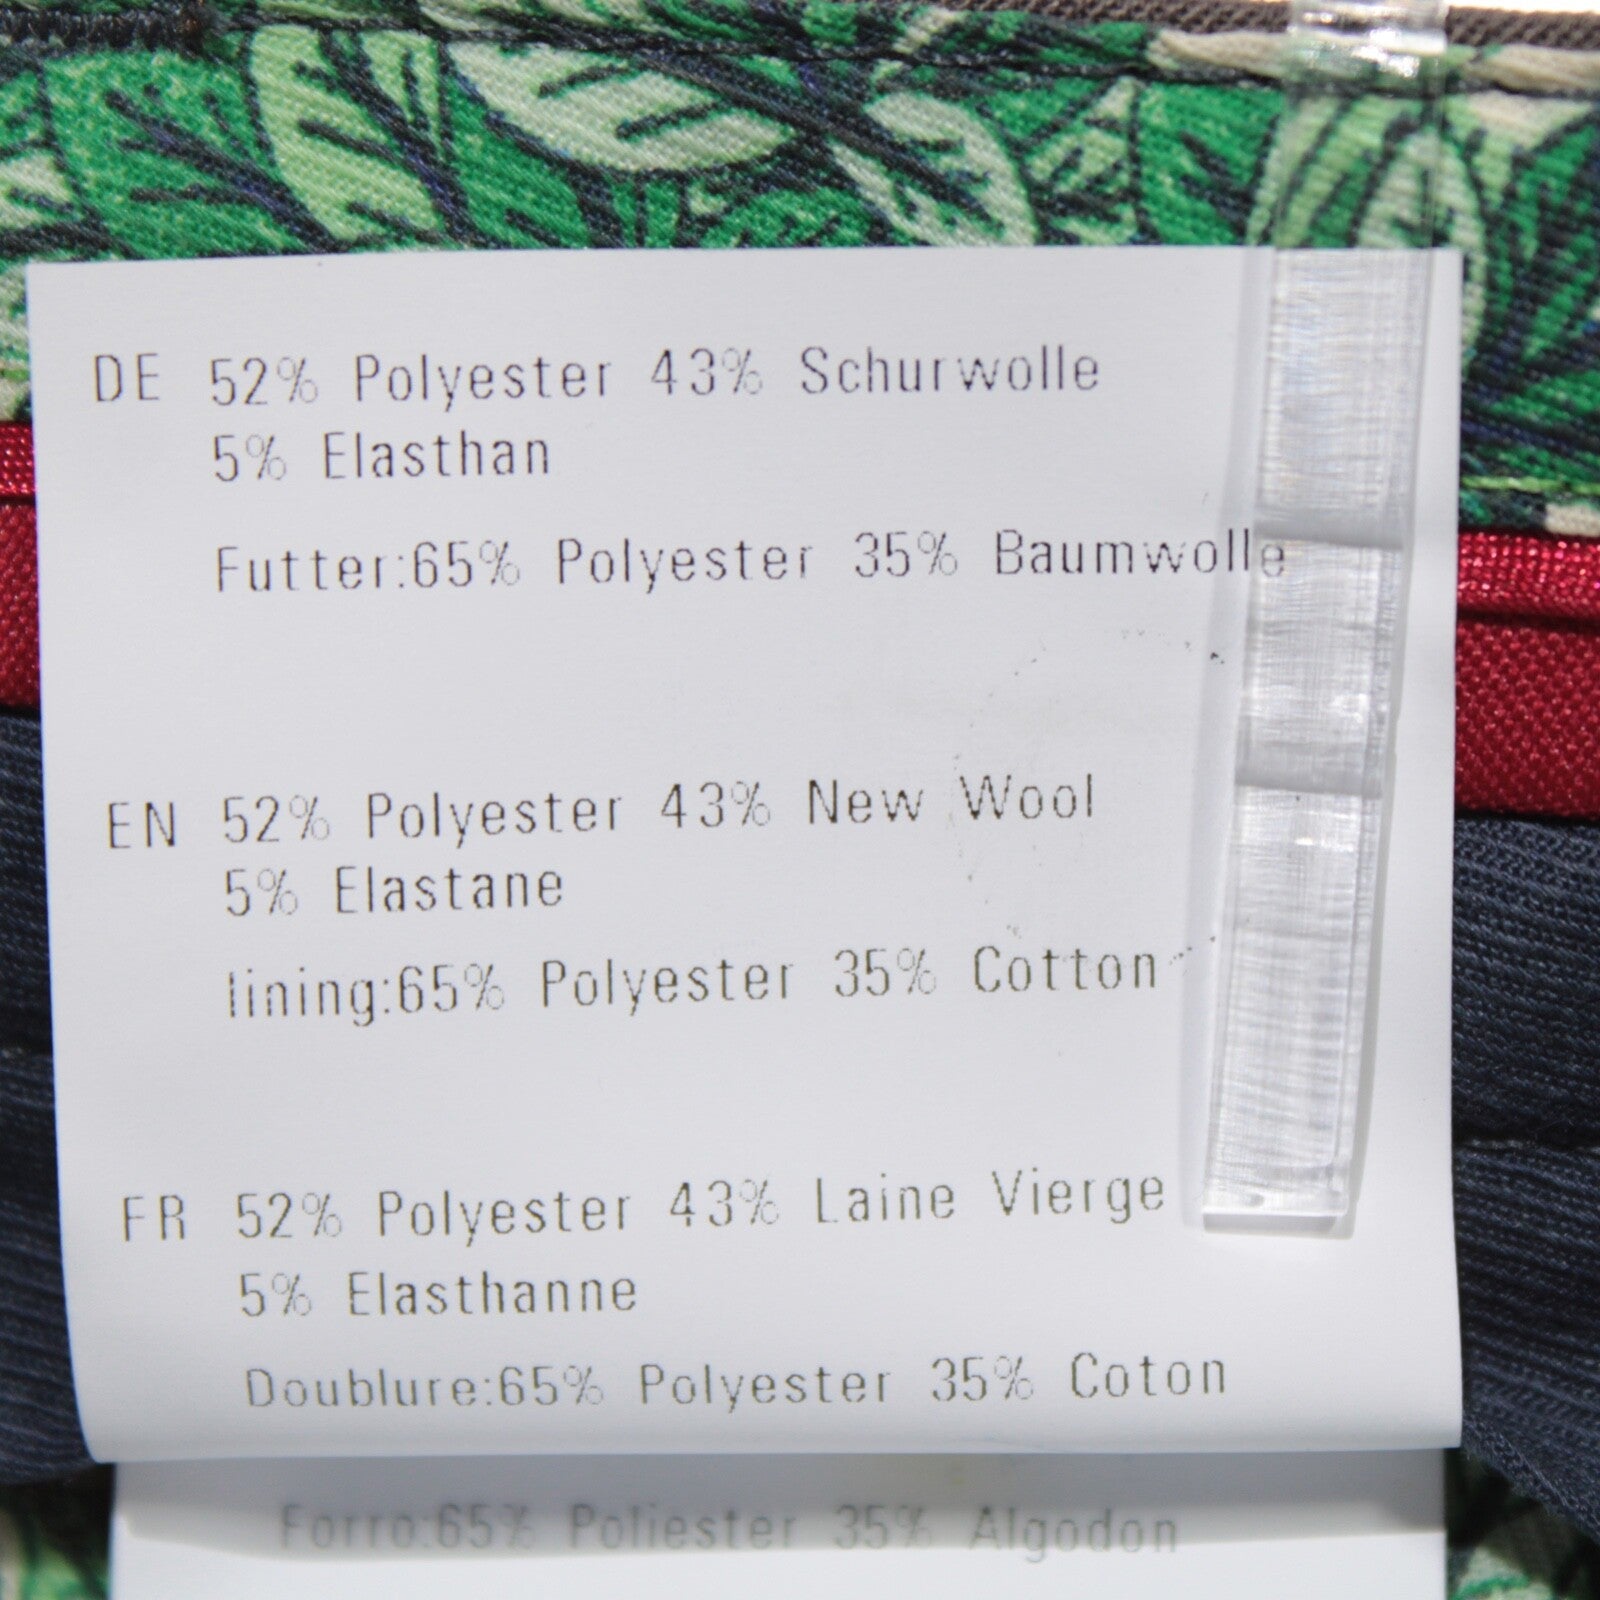 DE 52% Polyester 43% Schurwolle
5% Elasthan
Futter:65% Polyester 35% Baumwolle
EN 52% Polyester 43% New Wool
5% Elastane
lining:65% Polyester 35% Cotton
FR 52% Polyester 43% Laine Vierge
5% Elasthanne
Doublure:65% Polyester 35% Coton
Forro:65% Poliester 35% Algodon